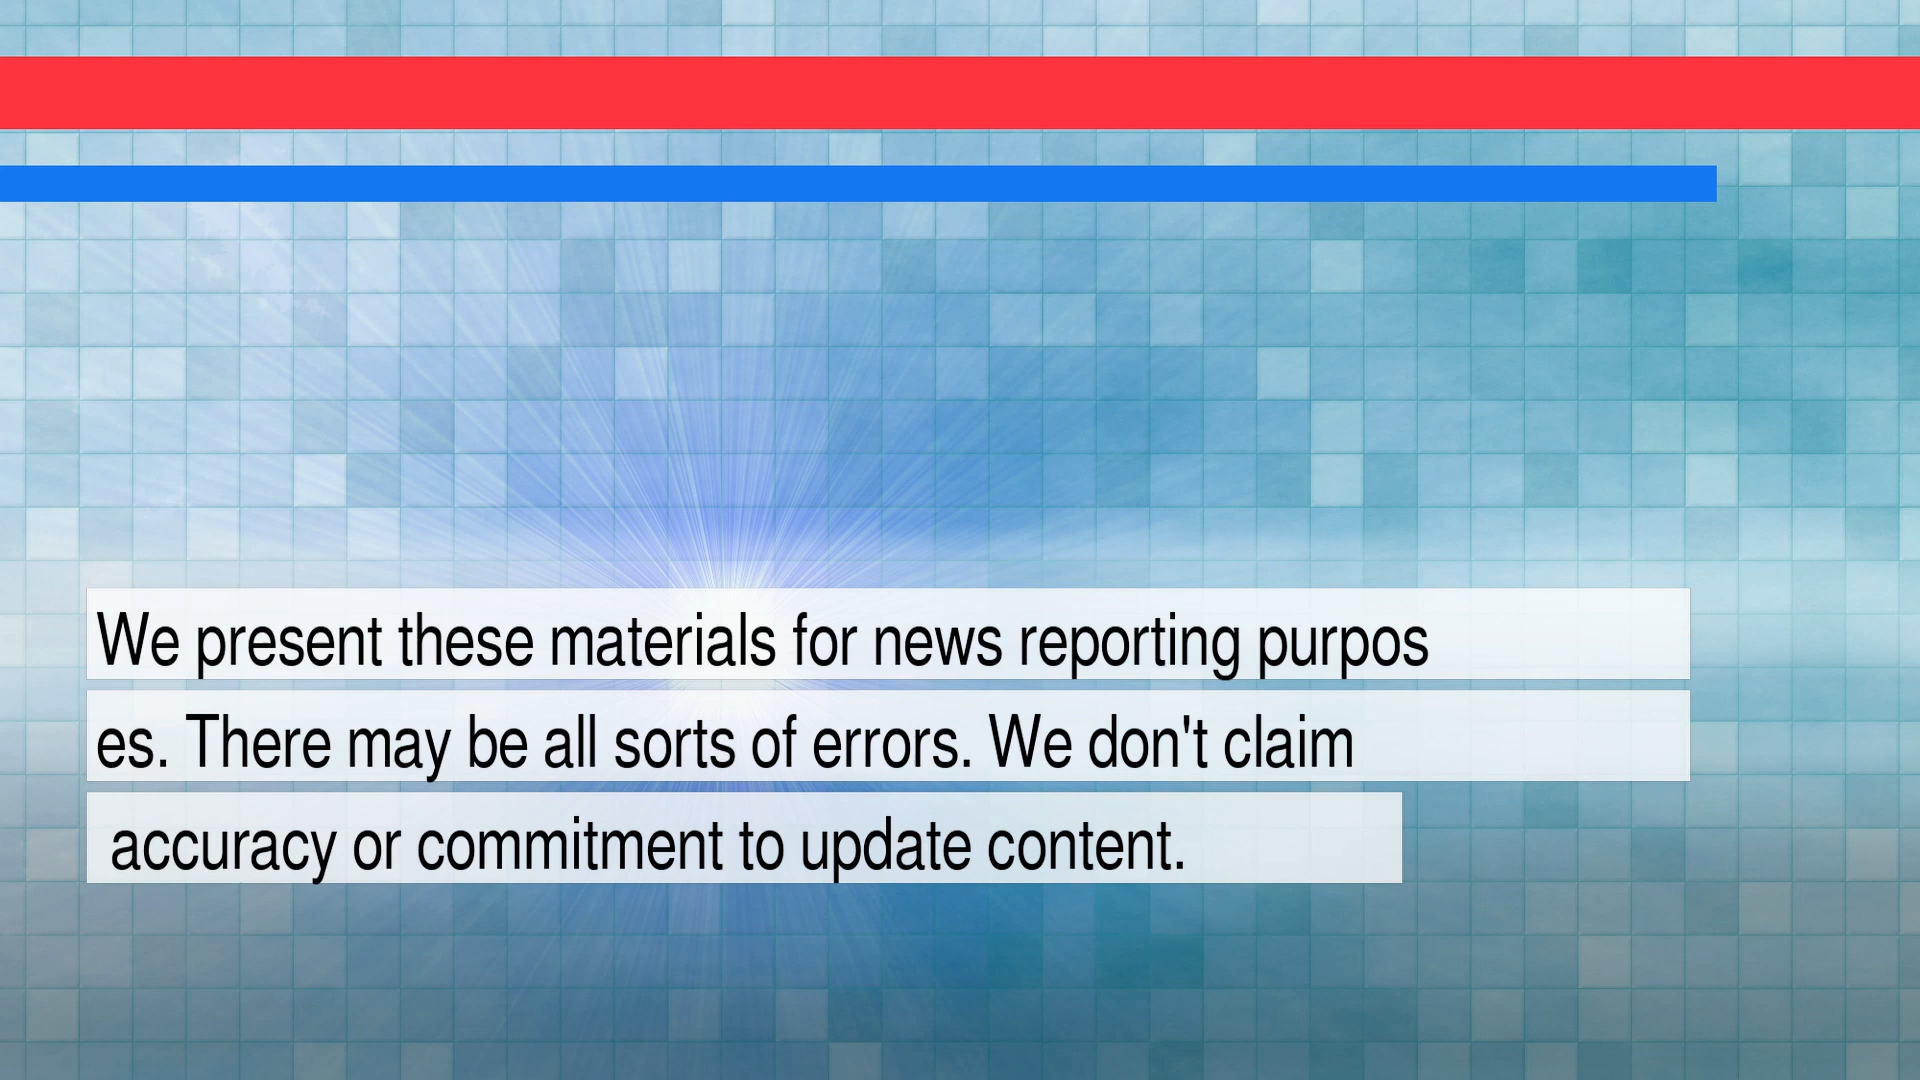 We present these materials for news reporting purpos
es. There may be all sorts of errors. We don't claim
accuracy or commitment to update content.